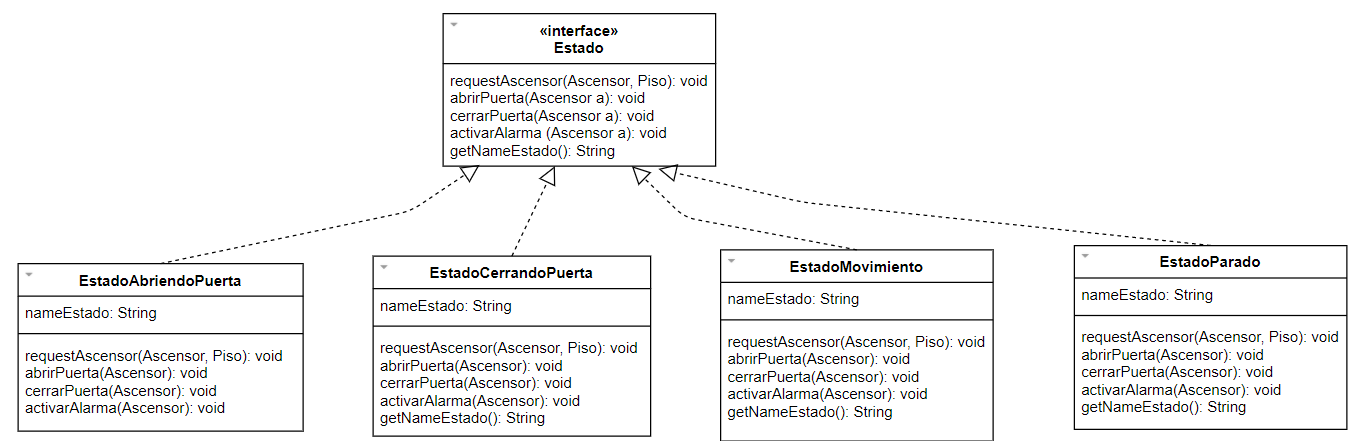 «interface»
Estado
requestAscensor(Ascensor, Piso): void
abrirPuerta(Ascensor a): void
cerrarPuerta(Ascensor a): void
activarAlarma (Ascensor a): void
getNameEstado(): String
EstadoAbriendoPuerta
nameEstado: String
requestAscensor(Ascensor, Piso): void
abrirPuerta(Ascensor): void
cerrarPuerta(Ascensor): void
activarAlarma(Ascensor): void
EstadoCerrandoPuerta
nameEstado: String
requestAscensor(Ascensor, Piso): void
abrirPuerta(Ascensor): void
cerrarPuerta(Ascensor): void
activarAlarma(Ascensor): void
getNameEstado(): String
EstadoMovimiento
nameEstado: String
requestAscensor(Ascensor, Piso): void
abrirPuerta(Ascensor): void
cerrarPuerta(Ascensor): void
activarAlarma(Ascensor): void
getNameEstado(): String
EstadoParado
nameEstado: String
requestAscensor(Ascensor, Piso): void
abrirPuerta(Ascensor): void
cerrarPuerta(Ascensor): void
activarAlarma(Ascensor): void
getNameEstado(): String